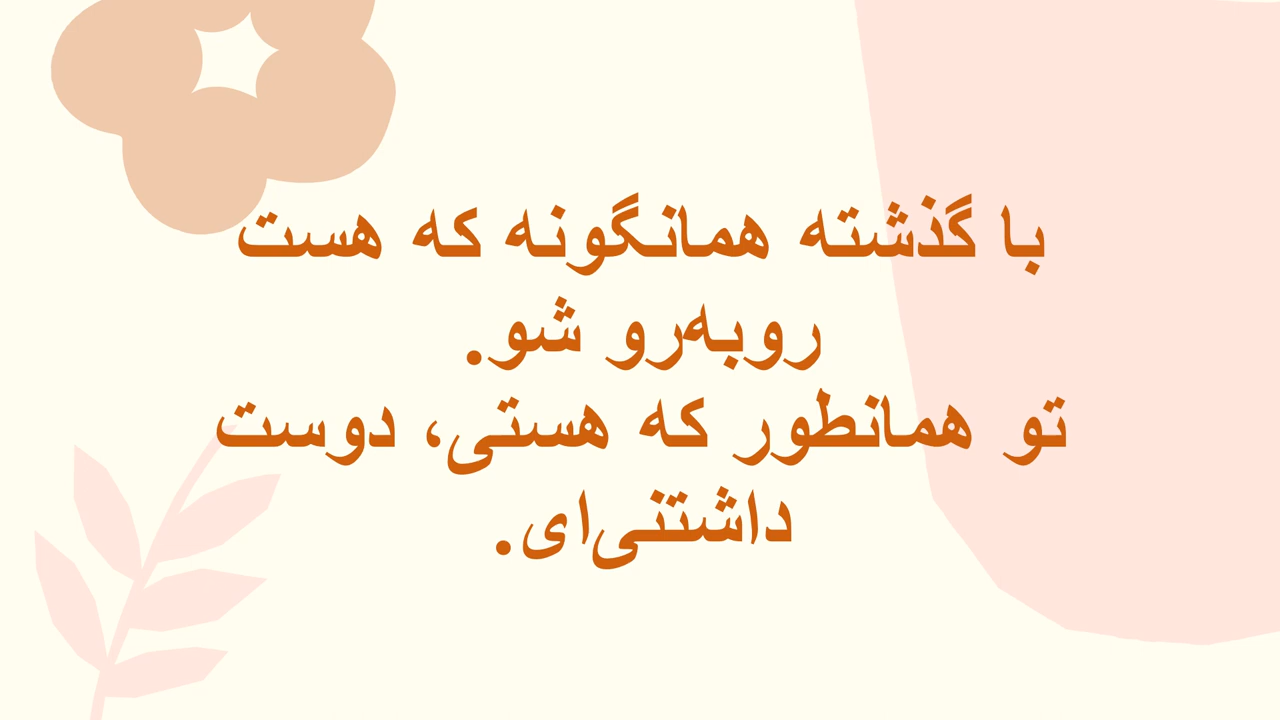 با گذشته همانگونه که هست
روبه‌رو شو.
تو همانطور که هستی، دوست
داشتنی‌ای.